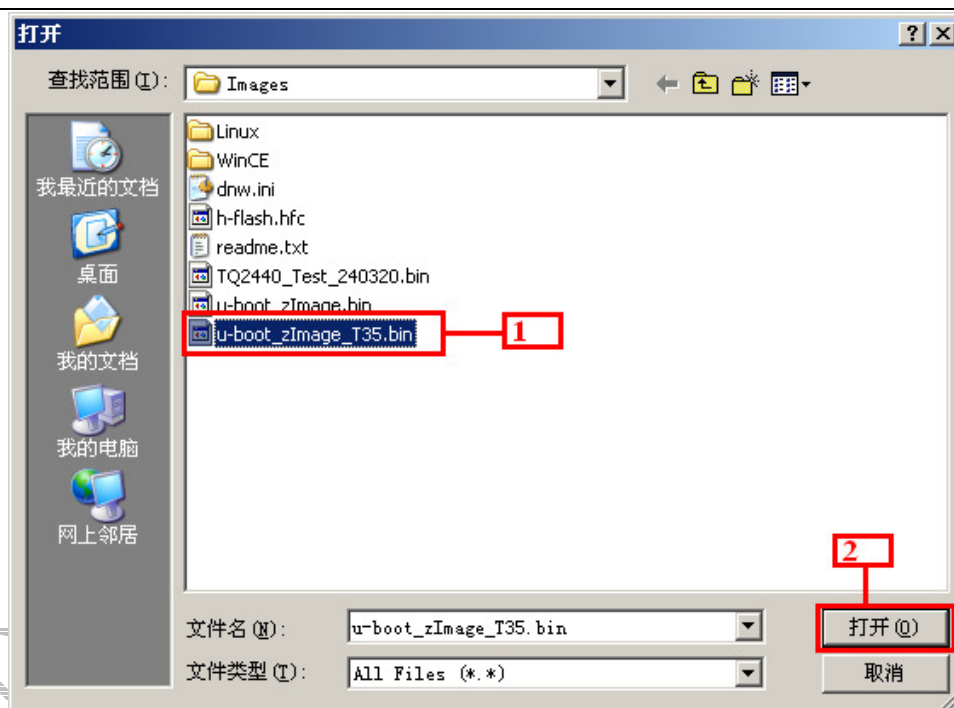 打开
查找范围(I):
Images
我最近的文档
桌面
我的文档
我的电脑
网上邻居
Linux
WinCE
dnw.ini
h-flash.hfc
readme.txt
TQ2440_Test_240320.bin
u-boot_zImage.bin
u-boot_zImage_T35.bin
1
2
文件名(N):
u-boot_zImage_T35.bin
打开(O)
文件类型(T):
All Files (*.*)
取消